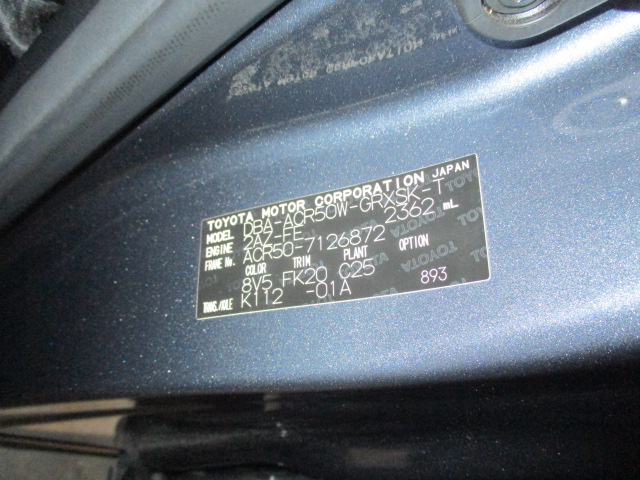 TOYOTA MOTOR CORPORATION JAPAN
MODEL DBA-ACR50W-GRXSK-T
ENGINE 2AZ-FE 2362 mL
FRAME No. ACR50-7126872
COLOR TRIM PLANT OPTION
8V5 FK20 C25
TRANS./AXLE K112 -01A 893